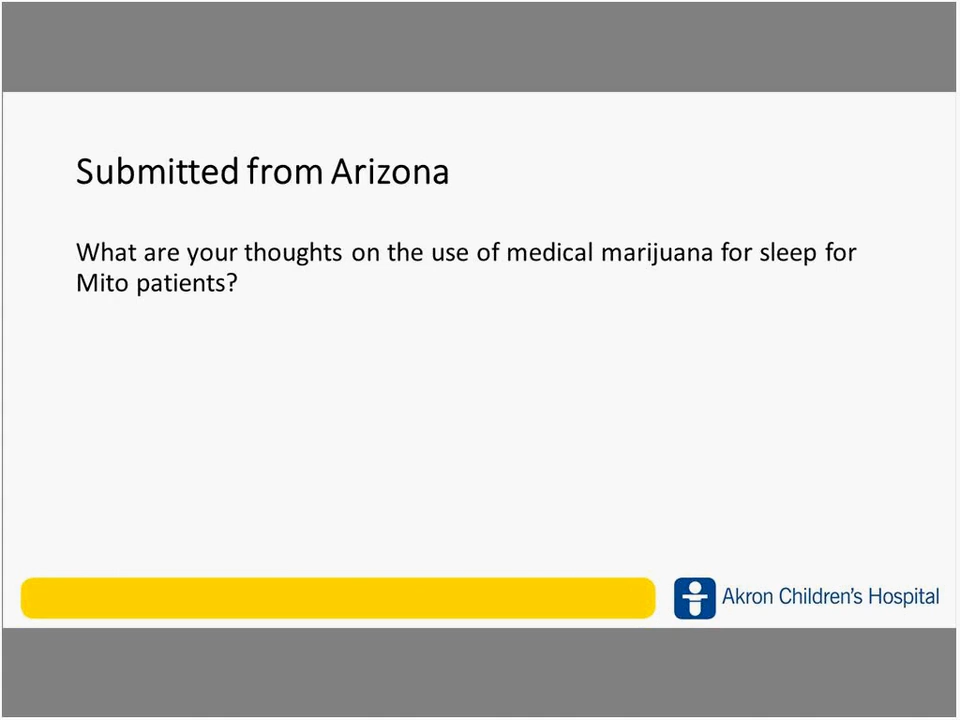 Submitted from Arizona
What are your thoughts on the use of medical marijuana for sleep for
Mito patients?
Akron Children's Hospital